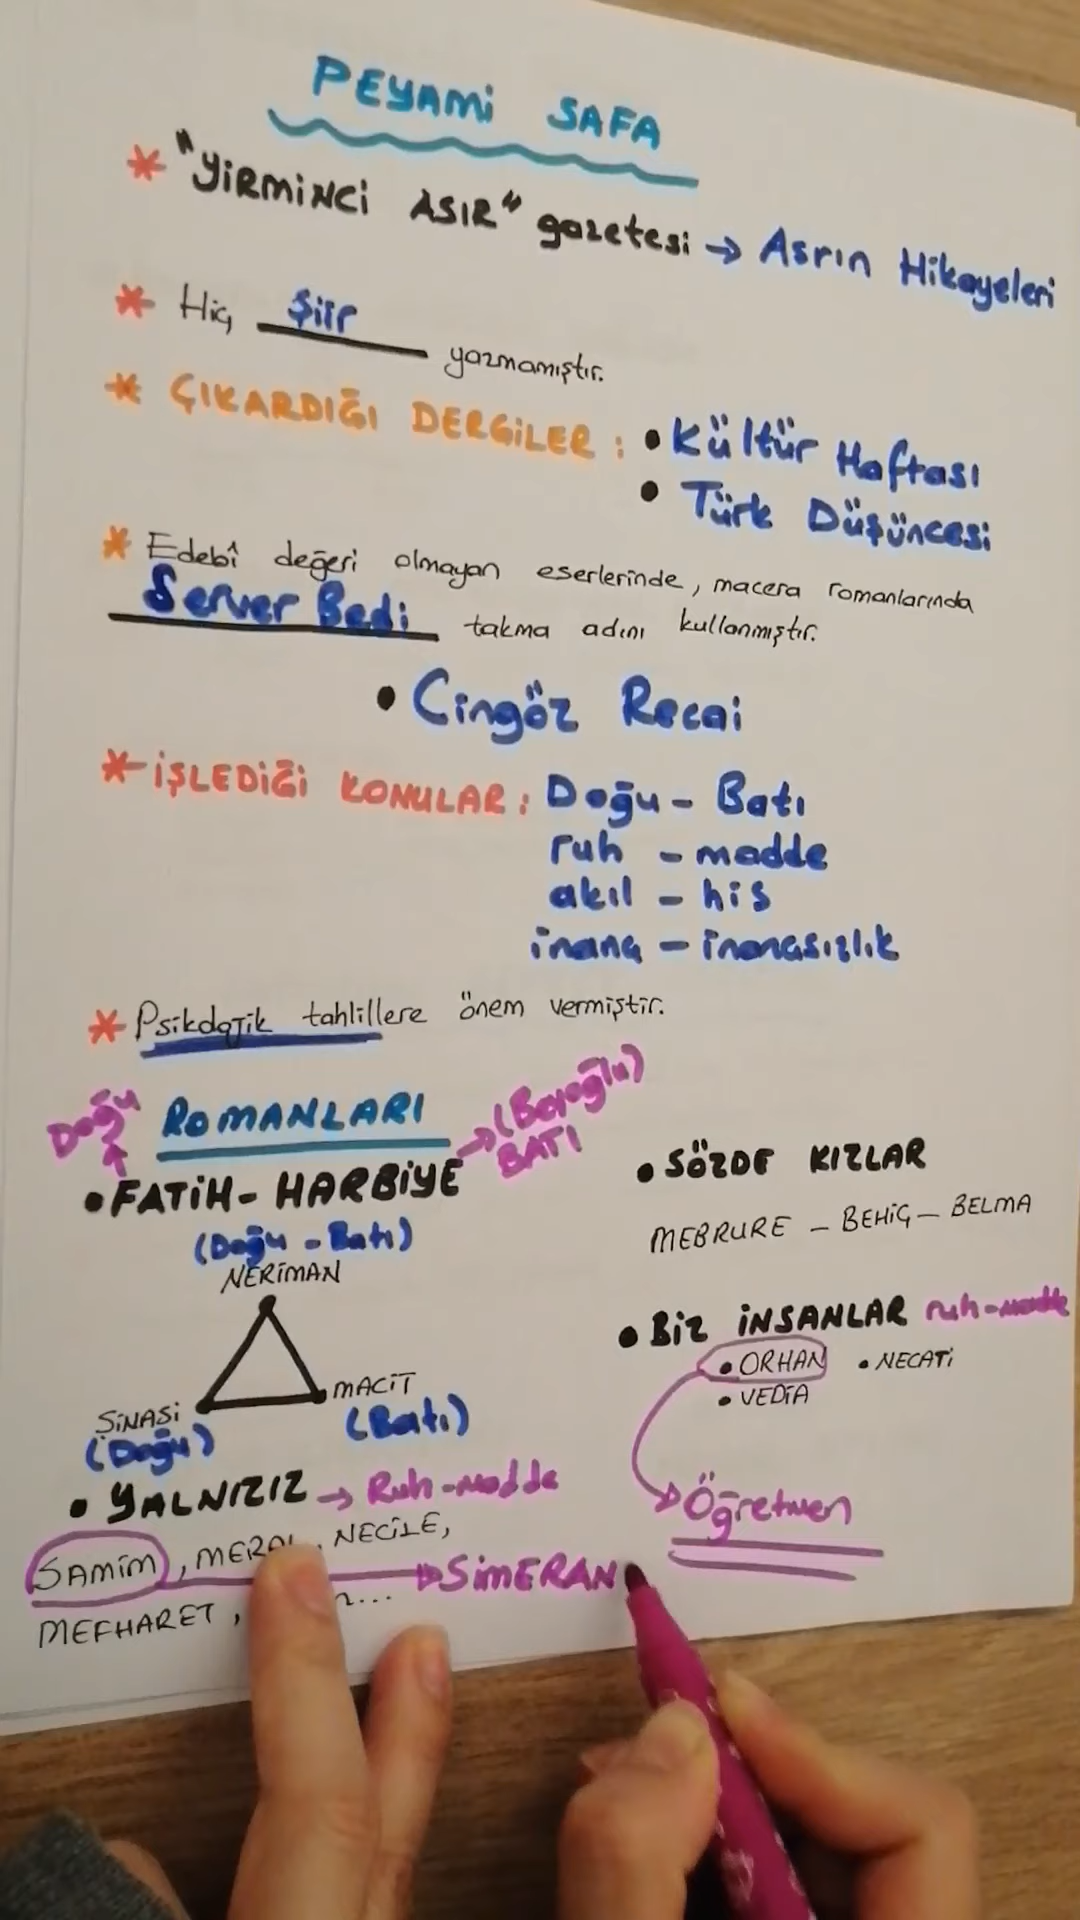 PEYAMİ SAFA
* "YİRMİNCİ ASIR" gazetesi → Asrın Hikayeleri
* Hiç Şiir yazmamıştır.
* ÇIKARDIĞI DERGİLER : • Kültür Haftası
• Türk Düşüncesi
* Edebî değeri olmayan eserlerinde, macera romanlarında
Server Bedi takma adını kullanmıştır.
• Cingöz Recai
* İŞLEDİĞİ KONULAR : Doğu - Batı
ruh - madde
akıl - his
inanç - inançsızlık
* Psikolojik tahlillere önem vermiştir.
Doğu ROMANLARI → (Beyoğlu)
BATI
• FATİH - HARBİYE
(Doğu - Batı)
NERİMAN
MACİT
(Batı)
ŞİNASİ
(Doğu)
• YALNIZIZ → Ruh-madde
SAMİM, MERAL, NECİLE,
→ SİMERAN
MEFHARET, ...
• SÖZDE KIZLAR
MEBRURE - BEHİÇ - BELMA
• BİZ İNSANLAR ruh-madde
• ORHAN • NECATİ
• VEDİA
→ Öğretmen